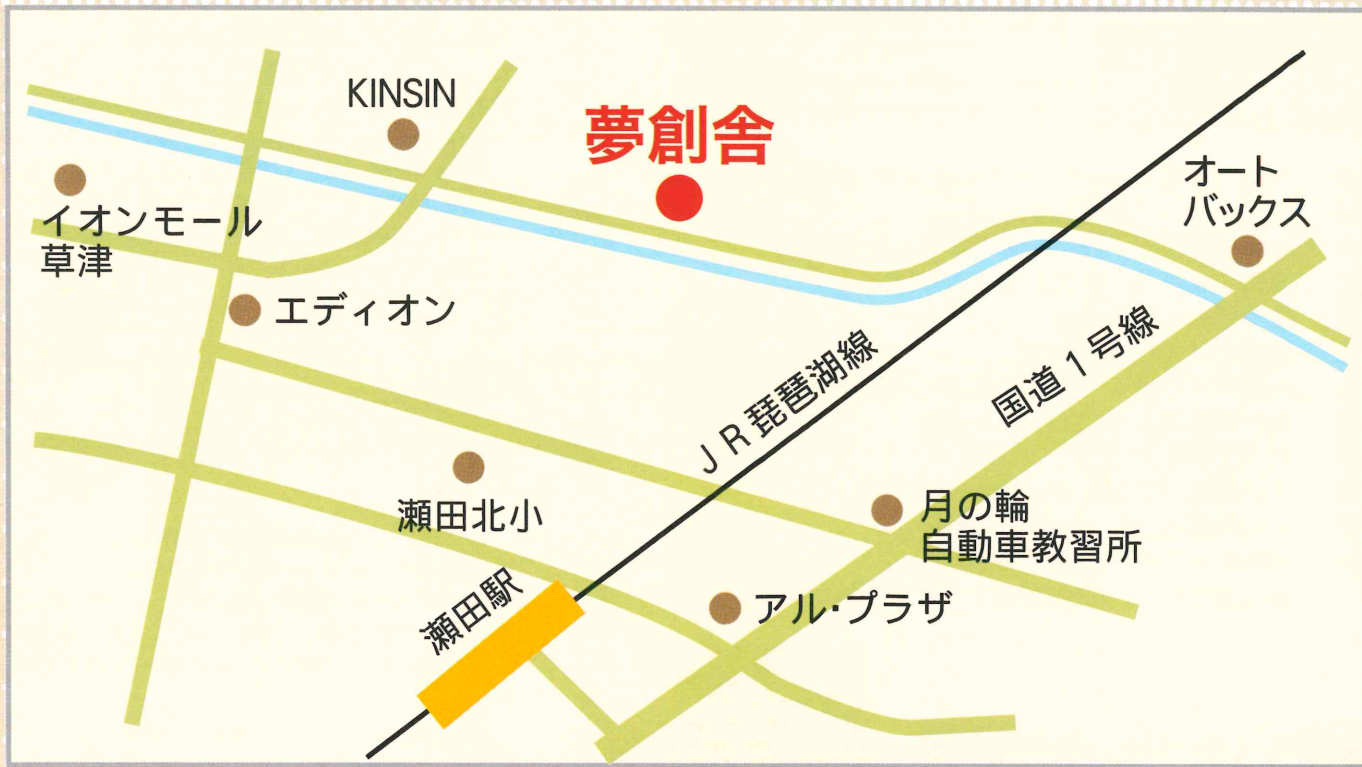 KINSIN
夢創舎
オート
バックス
イオンモール
草津
エディオン
JR琵琶湖線
国道1号線
瀬田北小
月の輪
自動車教習所
瀬田駅
アル・プラザ